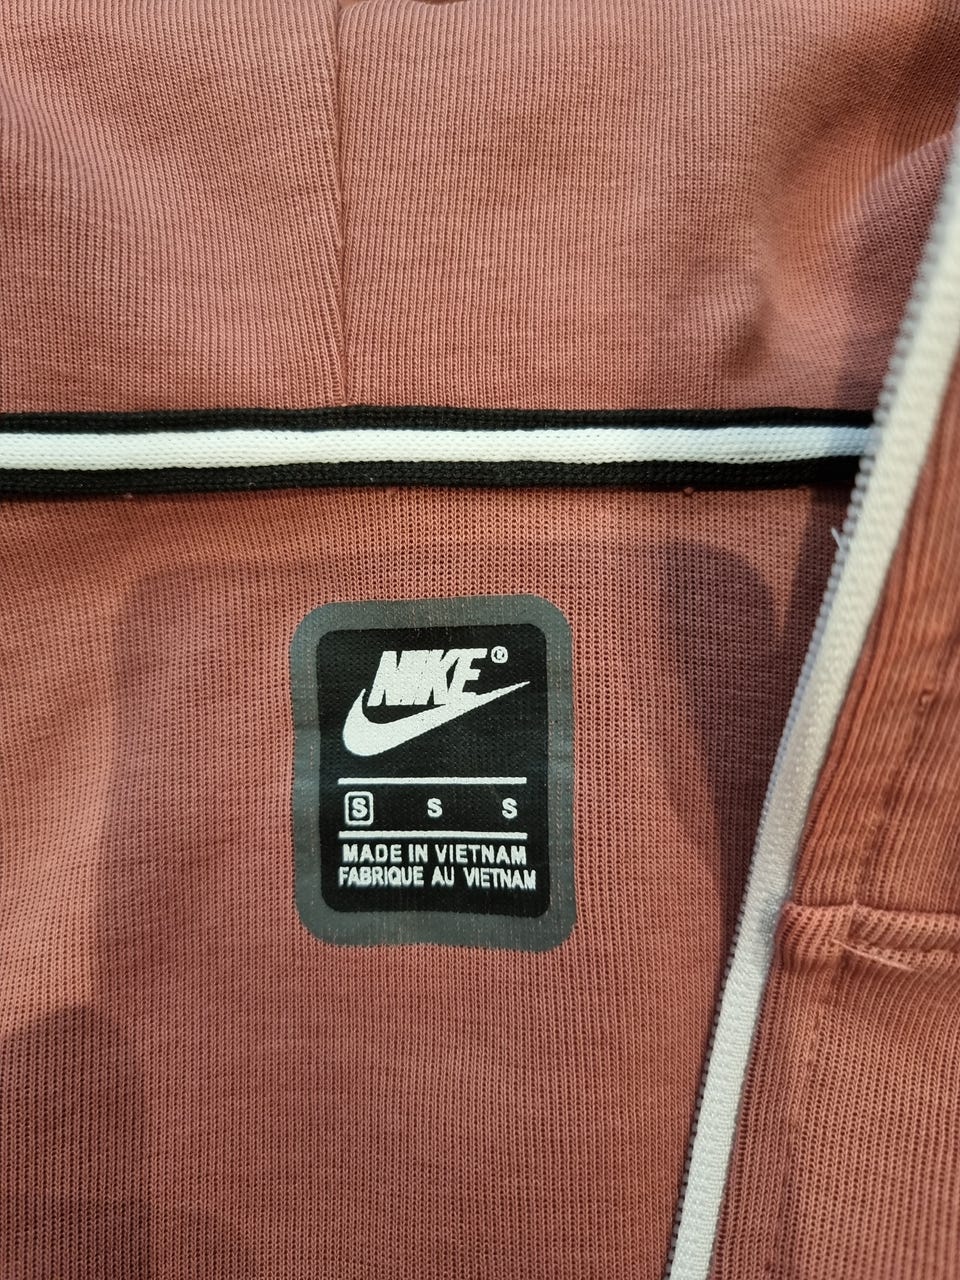 NIKE®
S S S
MADE IN VIETNAM
FABRIQUE AU VIETNAM